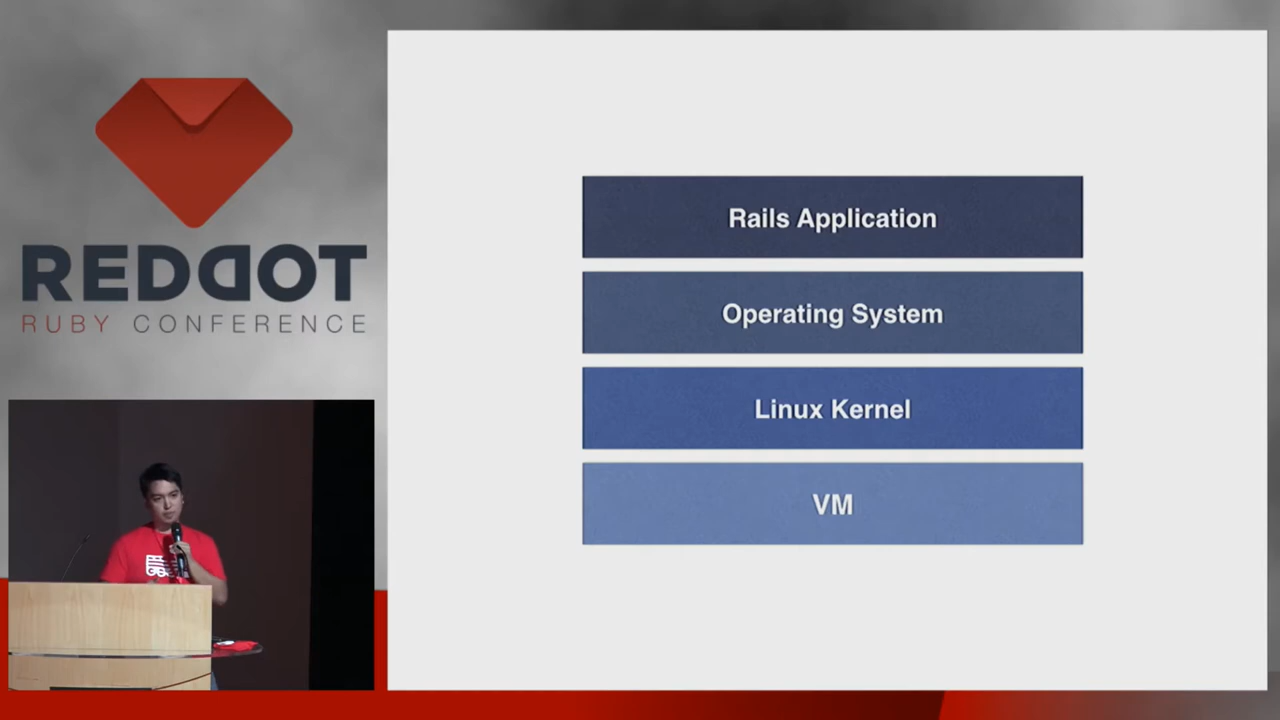 REDDOT
RUBY CONFERENCE
Rails Application
Operating System
Linux Kernel
VM